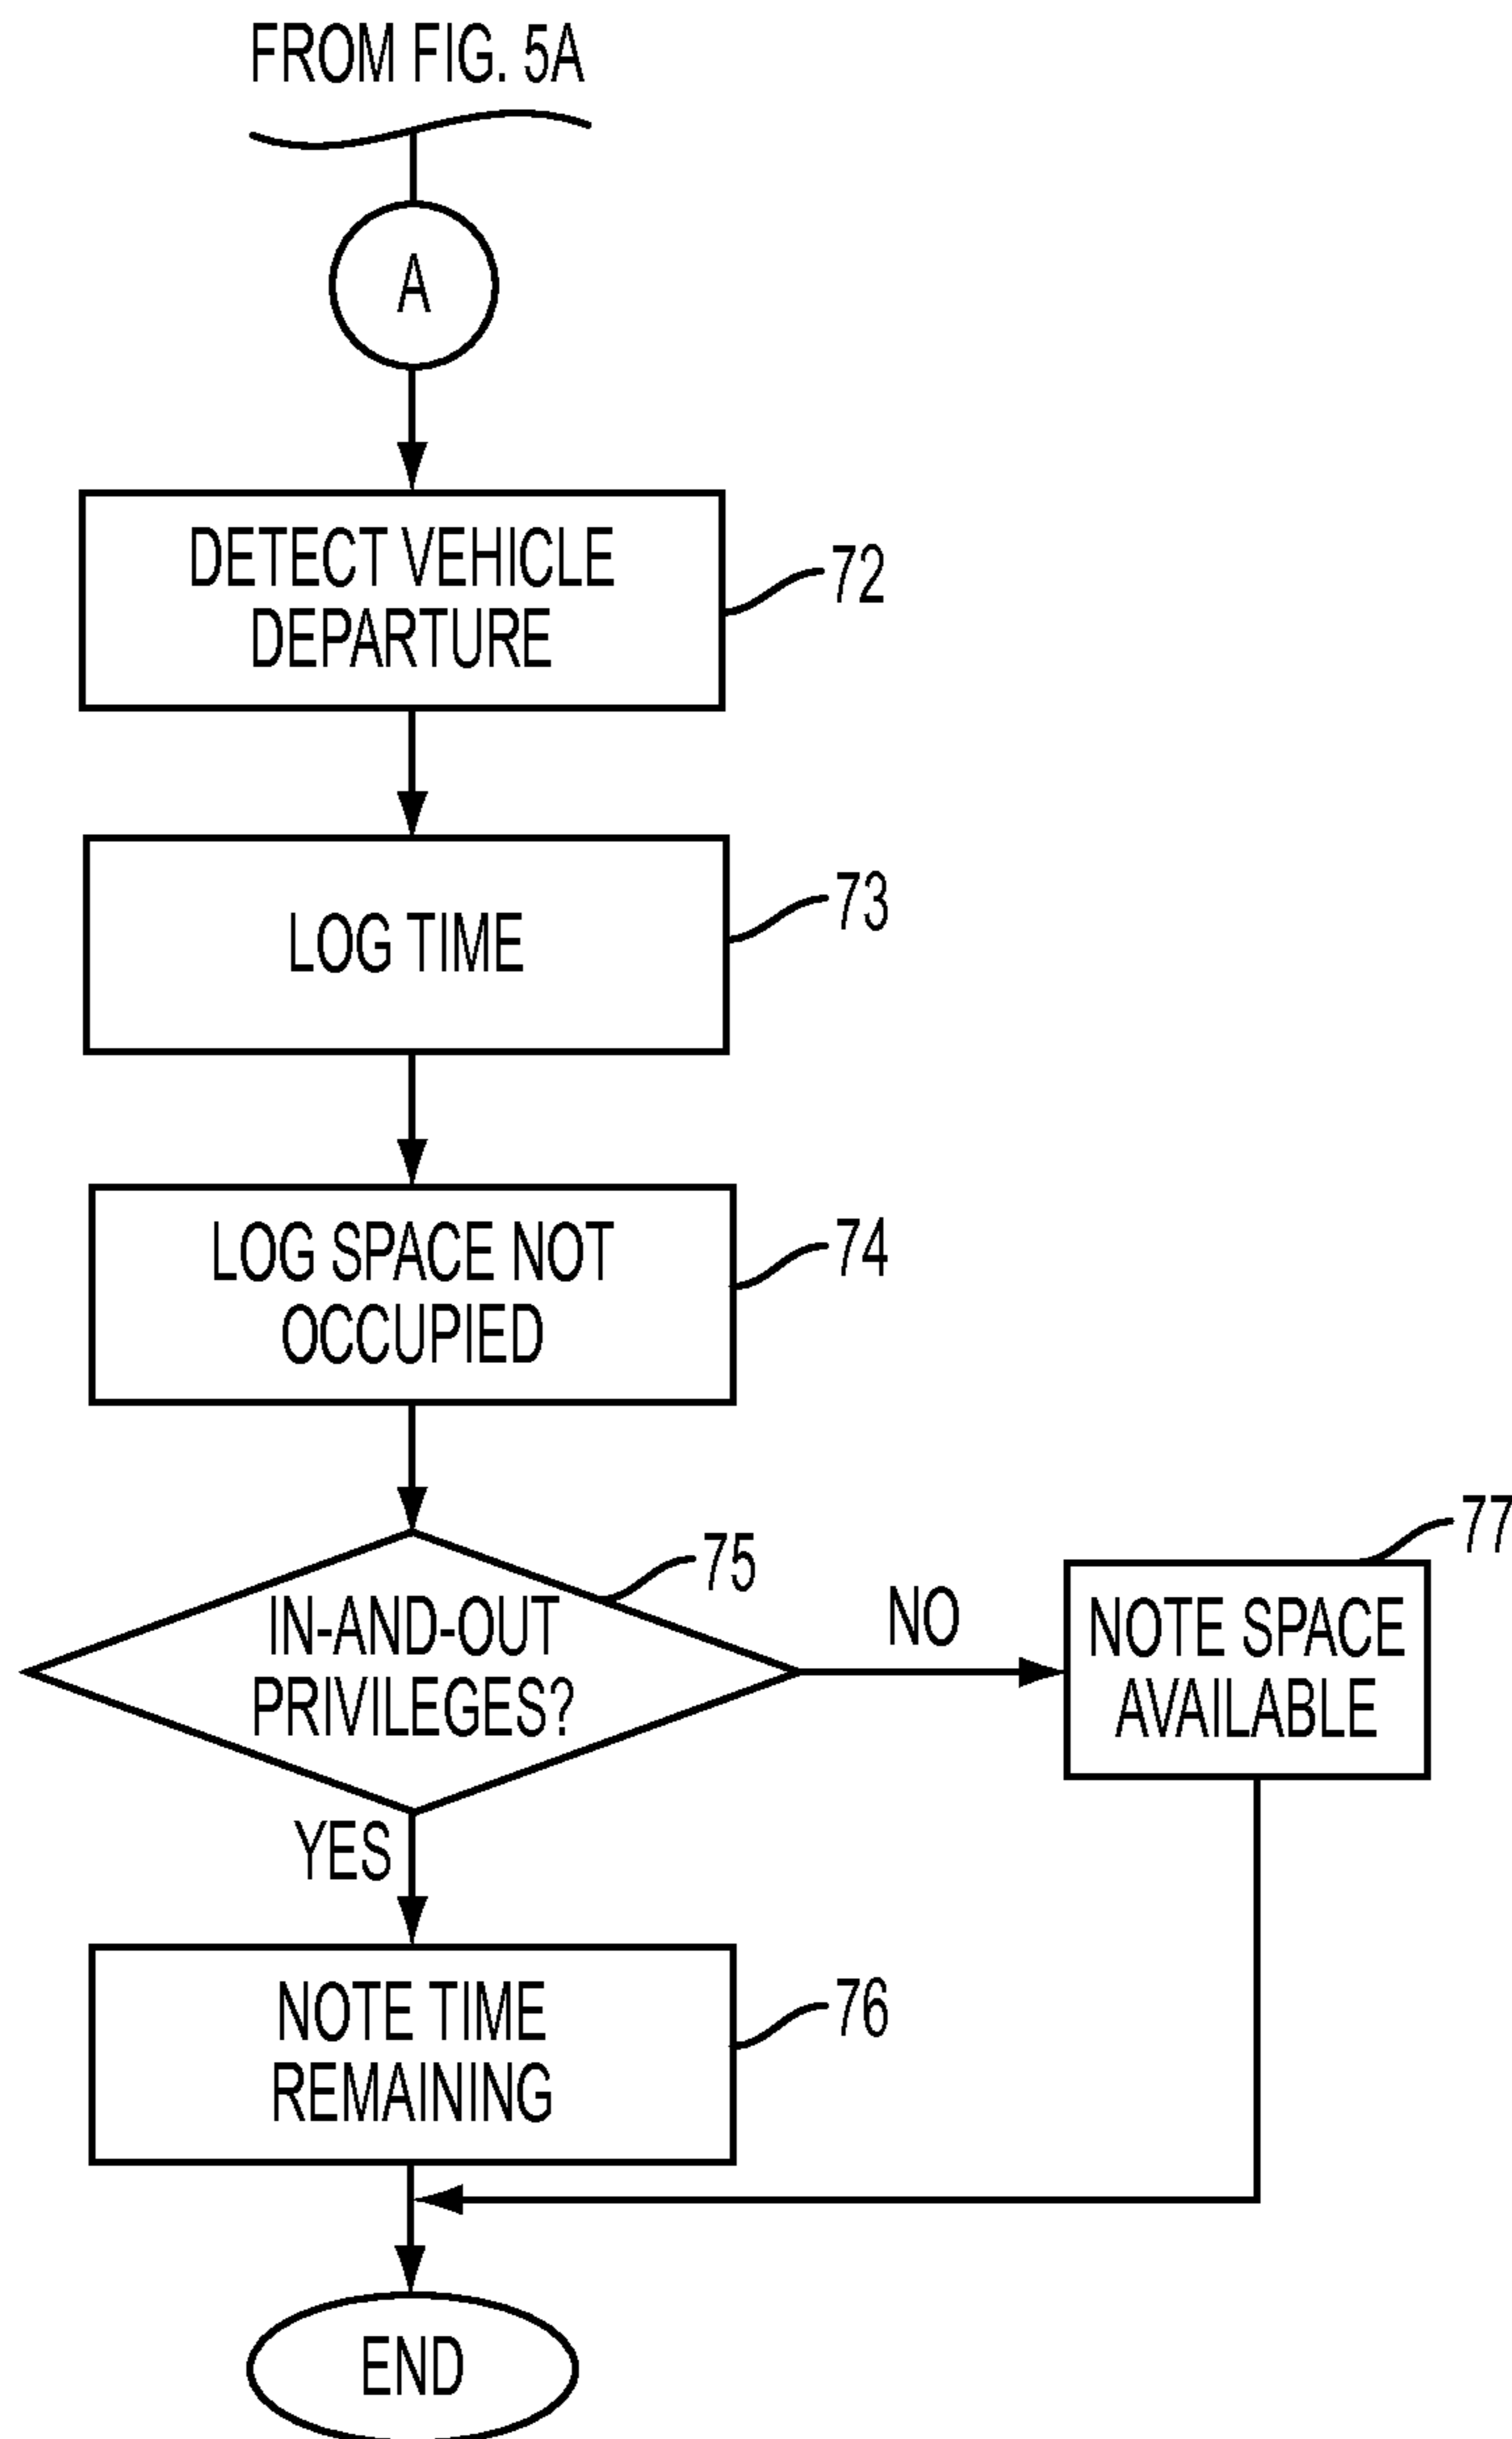 FROM FIG. 5A
A
DETECT VEHICLE
DEPARTURE
72
LOG TIME
73
LOG SPACE NOT
OCCUPIED
74
IN-AND-OUT
PRIVILEGES?
75
NO
NOTE SPACE
AVAILABLE
77
YES
NOTE TIME
REMAINING
76
END